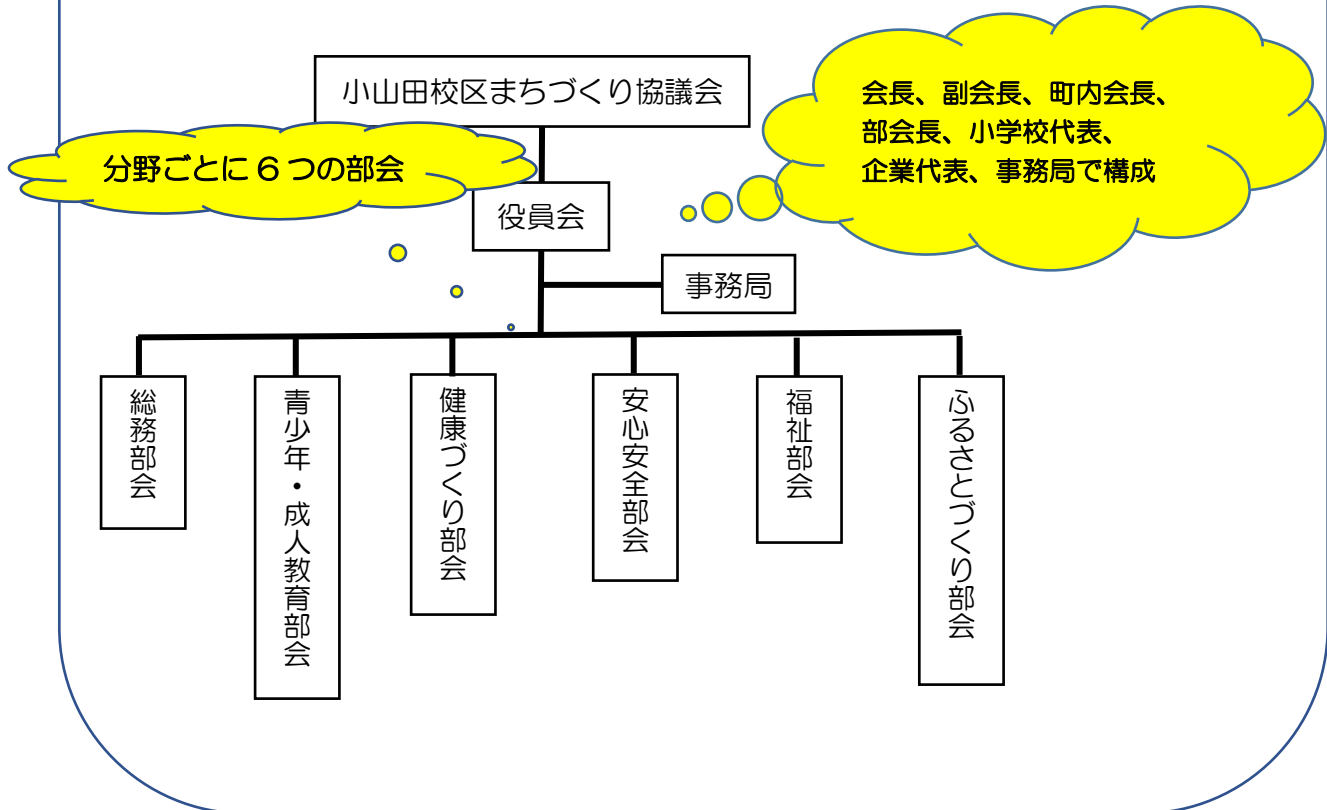 小山田校区まちづくり協議会
会長、副会長、町内会長、
部会長、小学校代表、
企業代表、事務局で構成
分野ごとに6つの部会
役員会
事務局
総務部会
青少年・成人教育部会
健康づくり部会
安心安全部会
福祉部会
ふるさとづくり部会